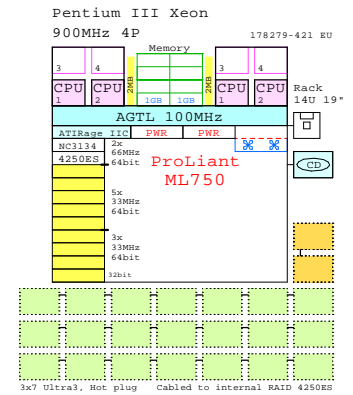 Pentium III Xeon
900MHz 4P
178279-421 EU
Memory
3
4
3
4
CPU
1
CPU
2
2MB
1GB
1GB
2MB
CPU
1
CPU
2
Rack
14U 19"
AGTL 100MHz
ATIRage IIC
PWR
PWR
NC3134
4250ES
2x
66MHz
64bit
ProLiant
ML750
CD
5x
33MHz
64bit
3x
33MHz
64bit
32bit
3x7 Ultra3, Hot plug
Cabled to internal RAID 4250ES